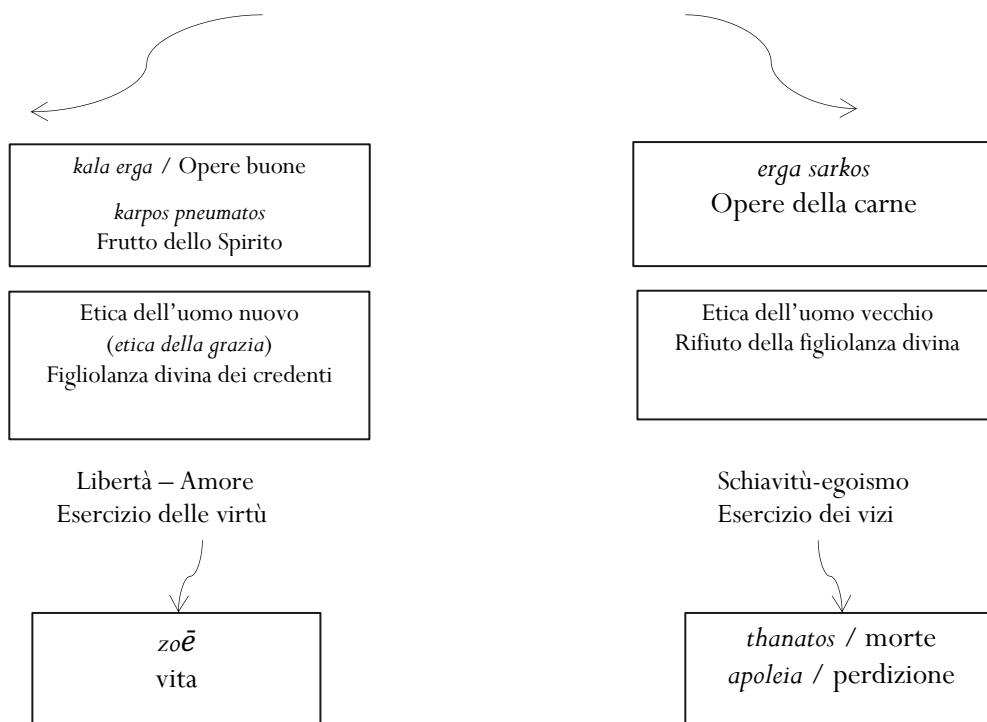 kala erga / Opere buone
karpos pneumatos
Frutto dello Spirito
erga sarkos
Opere della carne
Etica dell’uomo nuovo
(etica della grazia)
Figliolanza divina dei credenti
Etica dell’uomo vecchio
Rifiuto della figliolanza divina
Libertà – Amore
Esercizio delle virtù
Schiavitù-egoismo
Esercizio dei vizi
zoē
vita
thanatos / morte
apoleia / perdizione